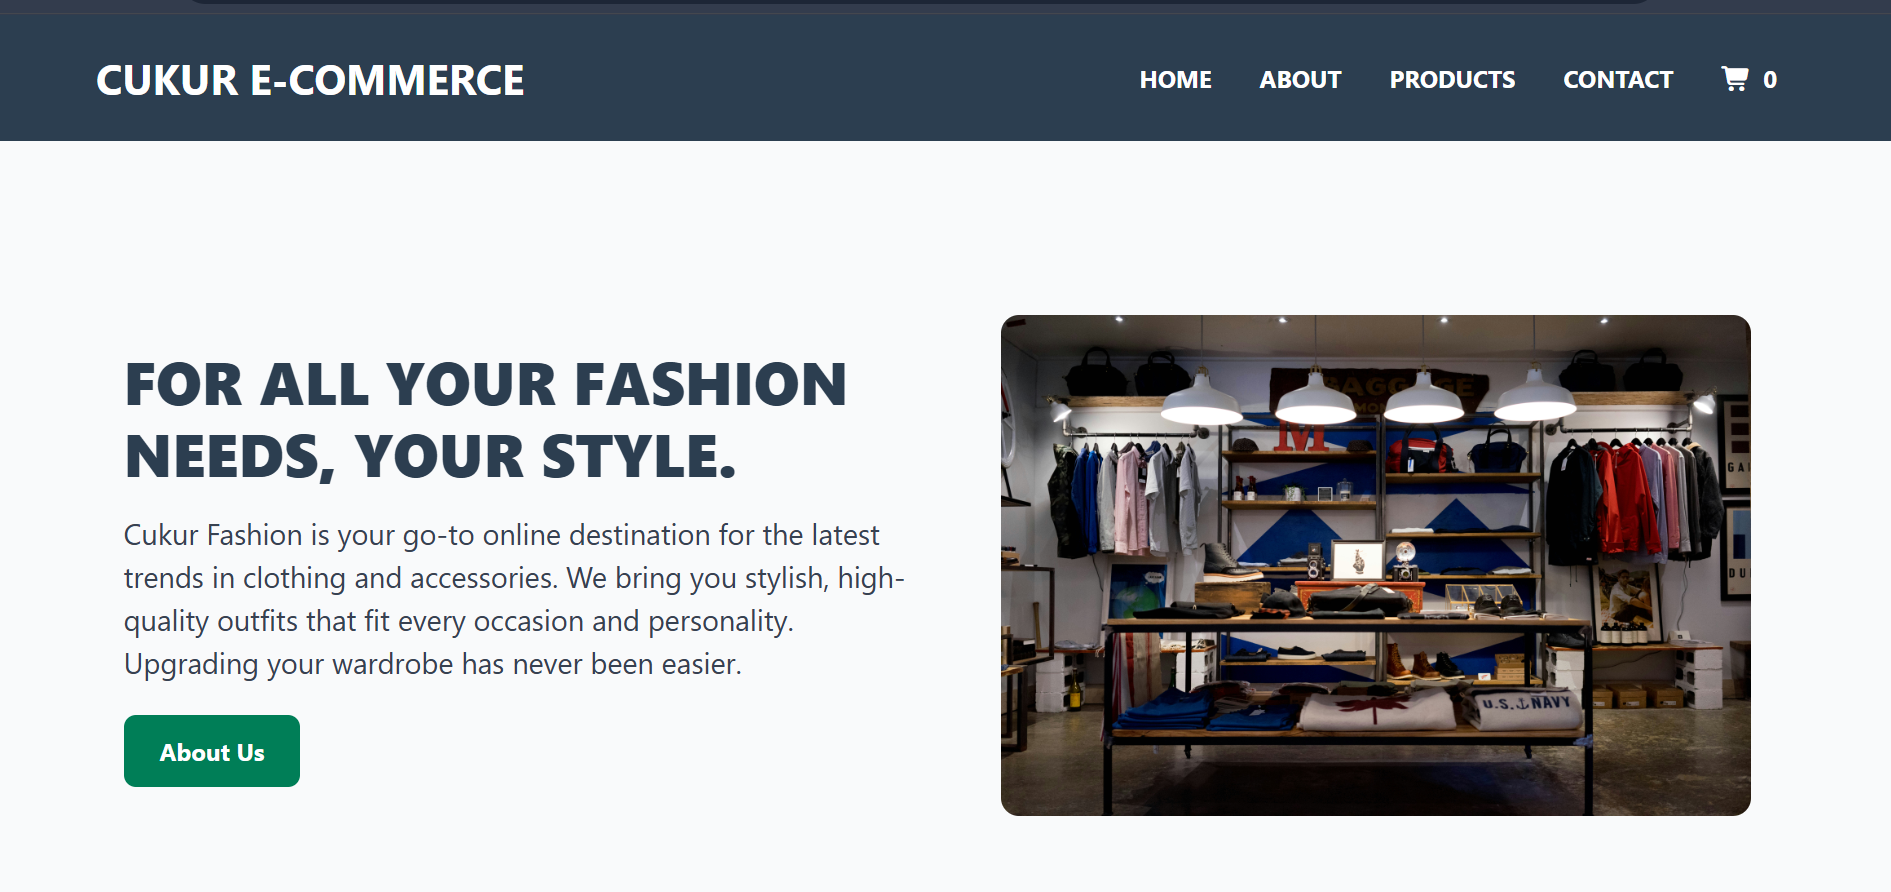 CUKUR E-COMMERCE
HOME ABOUT PRODUCTS CONTACT 0
FOR ALL YOUR FASHION
NEEDS, YOUR STYLE.
Cukur Fashion is your go-to online destination for the latest
trends in clothing and accessories. We bring you stylish, high-
quality outfits that fit every occasion and personality.
Upgrading your wardrobe has never been easier.
About Us
BAGGAGE
M
U.S. NAVY